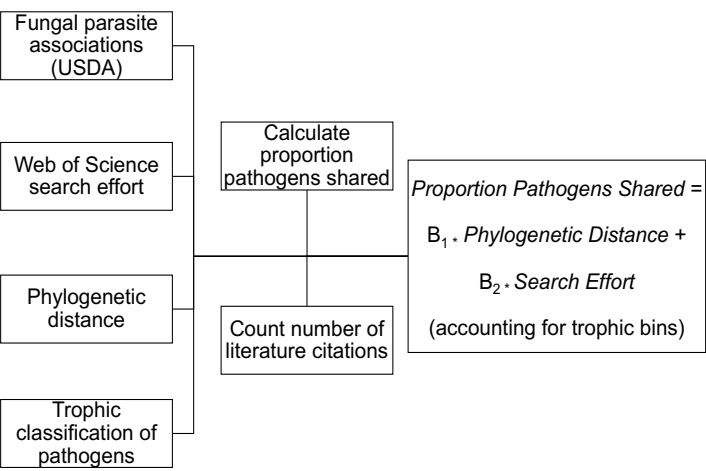 Fungal parasite
associations
(USDA)
Web of Science
search effort
Phylogenetic
distance
Trophic
classification of
pathogens
Calculate
proportion
pathogens shared
Count number of
literature citations
Proportion Pathogens Shared =
B1 * Phylogenetic Distance +
B2 * Search Effort
(accounting for trophic bins)